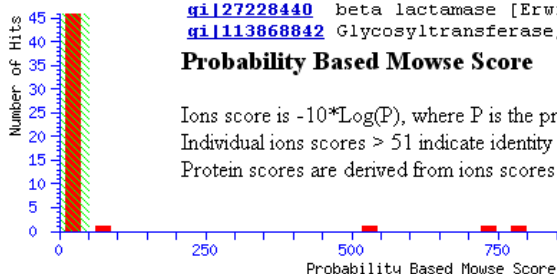 gi|27228440 beta lactamase [Erwi
gi|113868842 Glycosyltransferase,
Probability Based Mowse Score
Ions score is -10*Log(P), where P is the pr
Individual ions scores > 51 indicate identity
Protein scores are derived from ions scores
Number of Hits
45
40
35
30
25
20
15
10
5
0
0 250 500 750
Probability Based Mowse Score